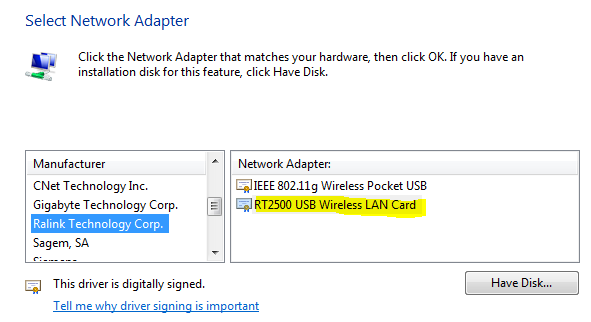 Select Network Adapter
Click the Network Adapter that matches your hardware, then click OK. If you have an
installation disk for this feature, click Have Disk.
Manufacturer
CNet Technology Inc.
Gigabyte Technology Corp.
Ralink Technology Corp.
Sagem, SA
Siemens
Network Adapter:
IEEE 802.11g Wireless Pocket USB
RT2500 USB Wireless LAN Card
This driver is digitally signed.
Have Disk...
Tell me why driver signing is important